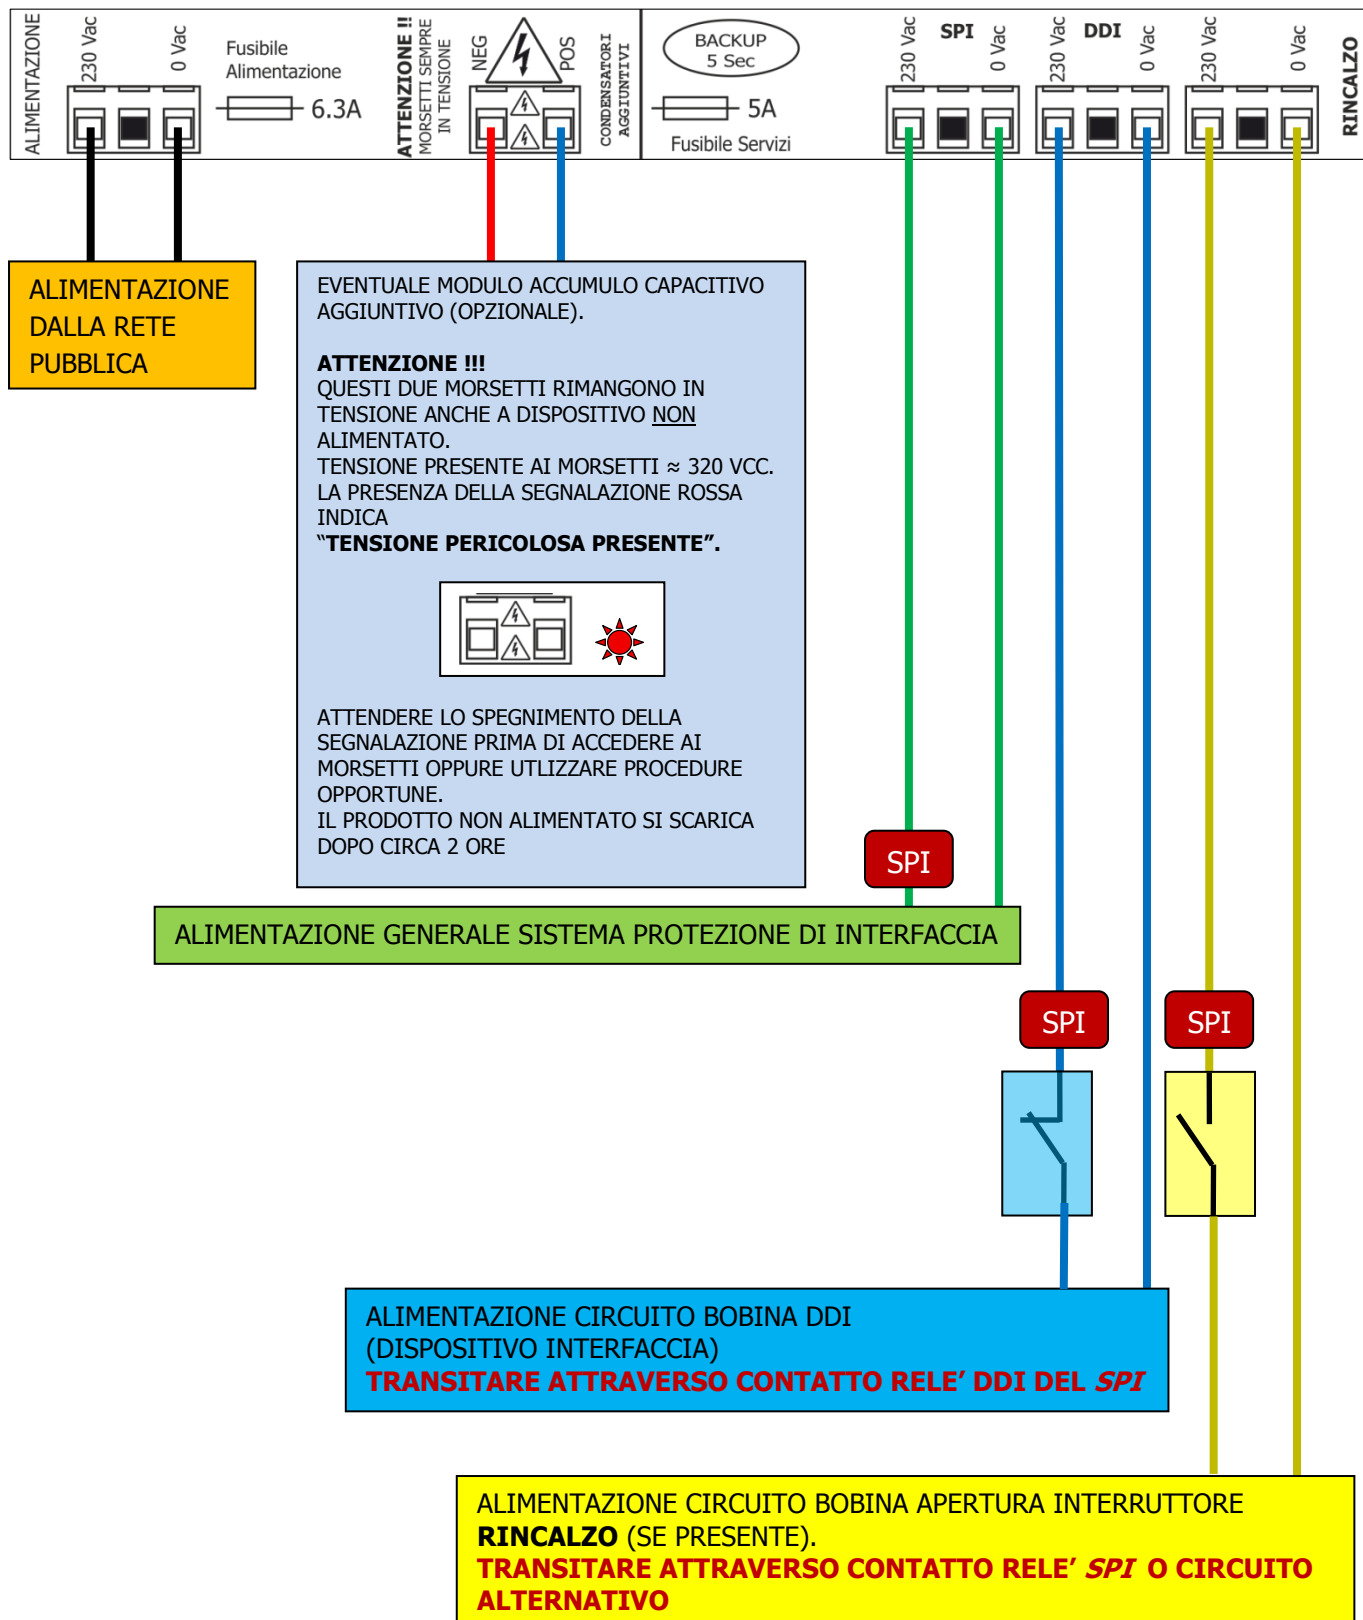 ALIMENTAZIONE
230 Vac
0 Vac
Fusibile
Alimentazione
6.3A
ATTENZIONE !!
MORSETTI SEMPRE
IN TENSIONE
NEG
POS
CONDENSATORI
AGGIUNTIVI
BACKUP
5 Sec
5A
Fusibile Servizi
230 Vac
SPI
0 Vac
230 Vac
DDI
0 Vac
230 Vac
0 Vac
RINCALZO
ALIMENTAZIONE
DALLA RETE
PUBBLICA
EVENTUALE MODULO ACCUMULO CAPACITIVO
AGGIUNTIVO (OPZIONALE).
ATTENZIONE !!!
QUESTI DUE MORSETTI RIMANGONO IN
TENSIONE ANCHE A DISPOSITIVO NON
ALIMENTATO.
TENSIONE PRESENTE AI MORSETTI ≈ 320 VCC.
LA PRESENZA DELLA SEGNALAZIONE ROSSA
INDICA
“TENSIONE PERICOLOSA PRESENTE”.
ATTENDERE LO SPEGNIMENTO DELLA
SEGNALAZIONE PRIMA DI ACCEDERE AI
MORSETTI OPPURE UTLIZZARE PROCEDURE
OPPORTUNE.
IL PRODOTTO NON ALIMENTATO SI SCARICA
DOPO CIRCA 2 ORE
SPI
ALIMENTAZIONE GENERALE SISTEMA PROTEZIONE DI INTERFACCIA
SPI
SPI
ALIMENTAZIONE CIRCUITO BOBINA DDI
(DISPOSITIVO INTERFACCIA)
TRANSITARE ATTRAVERSO CONTATTO RELE’ DDI DEL SPI
ALIMENTAZIONE CIRCUITO BOBINA APERTURA INTERRUTTORE
RINCALZO (SE PRESENTE).
TRANSITARE ATTRAVERSO CONTATTO RELE’ SPI O CIRCUITO
ALTERNATIVO